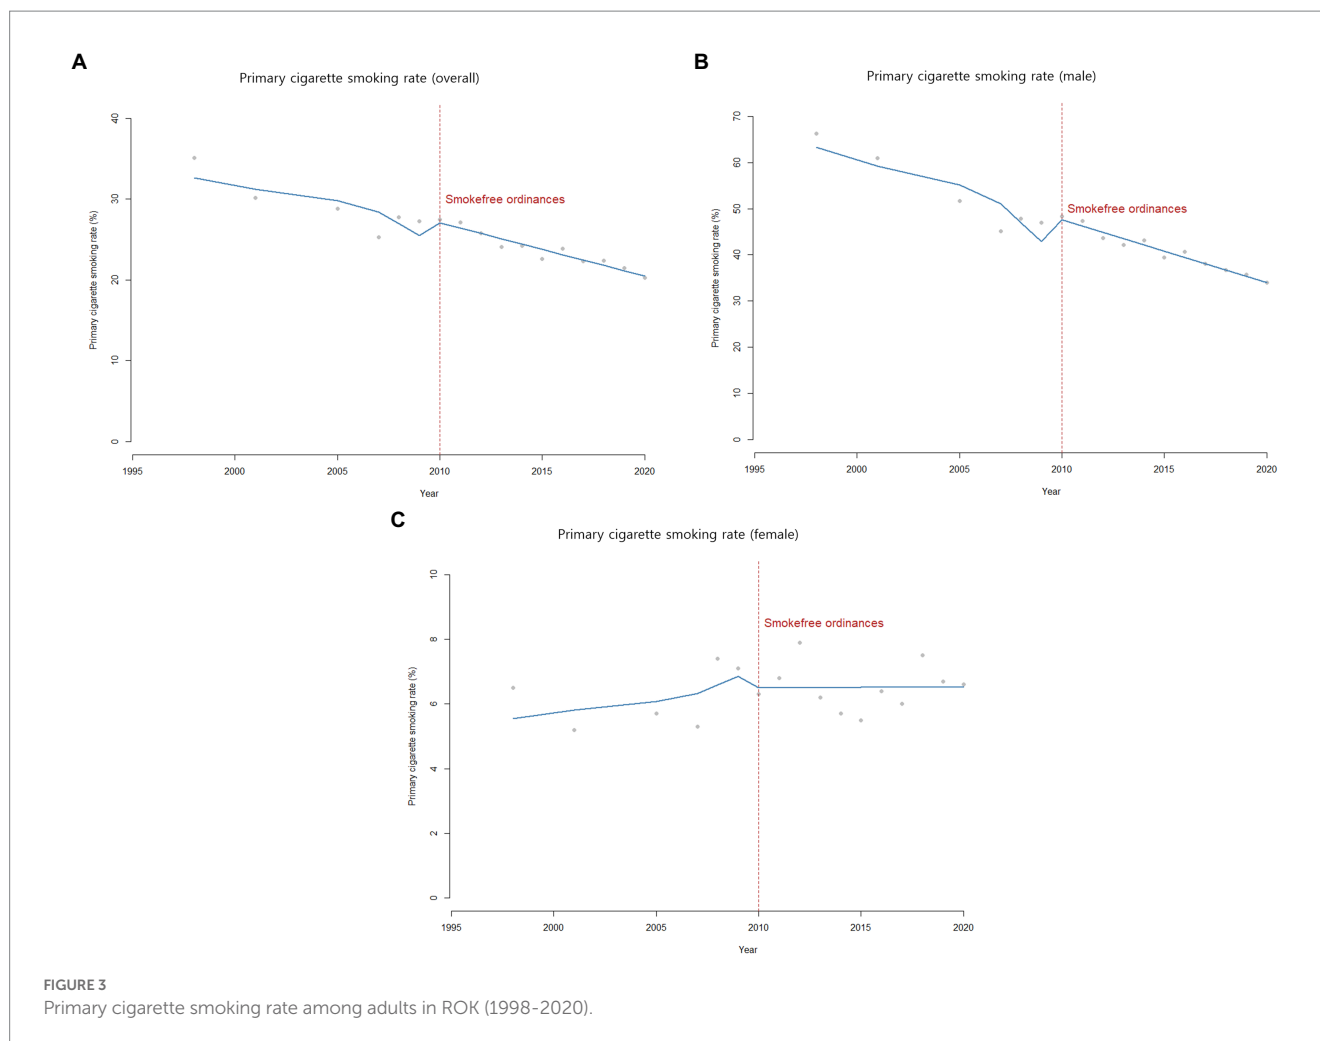 A
Primary cigarette smoking rate (overall)
Primary cigarette smoking rate (%)
40
30
20
10
0
Smokefree ordinances
1995 2000 2005 2010 2015 2020
Year
B
Primary cigarette smoking rate (male)
Primary cigarette smoking rate (%)
70
60
50
40
30
20
10
0
Smokefree ordinances
1995 2000 2005 2010 2015 2020
Year
C
Primary cigarette smoking rate (female)
Primary cigarette smoking rate (%)
10
8
6
4
2
0
Smokefree ordinances
1995 2000 2005 2010 2015 2020
Year
FIGURE 3
Primary cigarette smoking rate among adults in ROK (1998-2020).